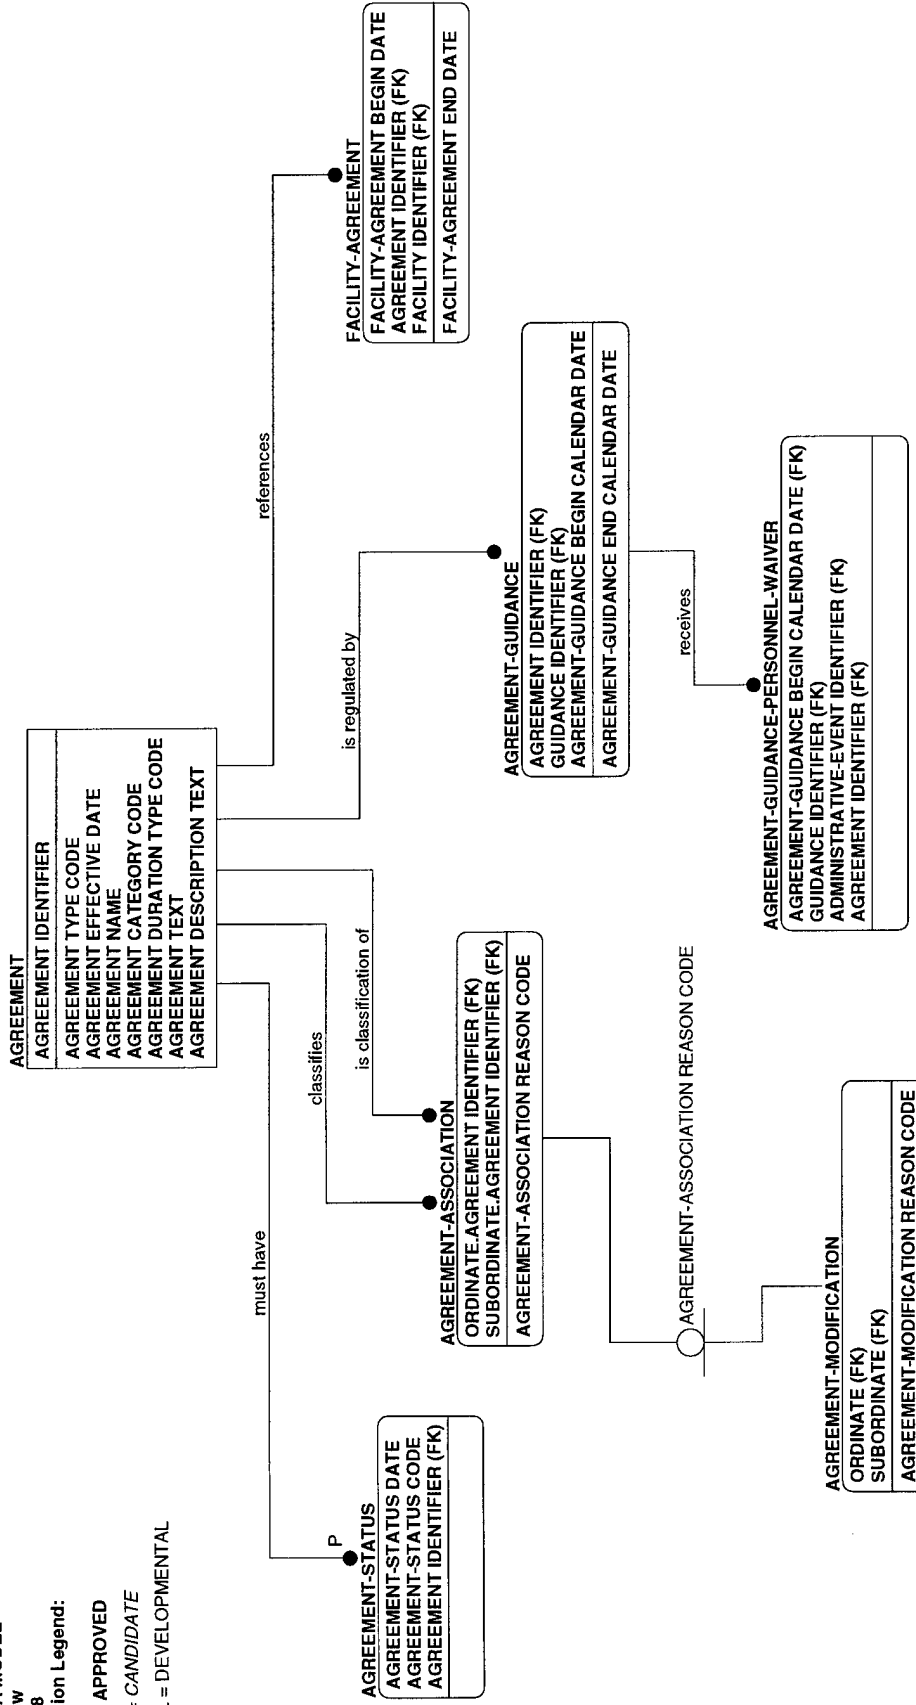 MODEL
w
8
ion Legend:
APPROVED
= CANDIDATE
. = DEVELOPMENTAL
AGREEMENT
AGREEMENT IDENTIFIER
AGREEMENT TYPE CODE
AGREEMENT EFFECTIVE DATE
AGREEMENT NAME
AGREEMENT CATEGORY CODE
AGREEMENT DURATION TYPE CODE
AGREEMENT TEXT
AGREEMENT DESCRIPTION TEXT
must have
classifies
is classification of
is regulated by
references
P
AGREEMENT-STATUS
AGREEMENT-STATUS DATE
AGREEMENT-STATUS CODE
AGREEMENT IDENTIFIER (FK)
AGREEMENT-ASSOCIATION
ORDINATE.AGREEMENT IDENTIFIER (FK)
SUBORDINATE.AGREEMENT IDENTIFIER (FK)
AGREEMENT-ASSOCIATION REASON CODE
FACILITY-AGREEMENT
FACILITY-AGREEMENT BEGIN DATE
AGREEMENT IDENTIFIER (FK)
FACILITY IDENTIFIER (FK)
FACILITY-AGREEMENT END DATE
AGREEMENT-GUIDANCE
AGREEMENT IDENTIFIER (FK)
GUIDANCE IDENTIFIER (FK)
AGREEMENT-GUIDANCE BEGIN CALENDAR DATE
AGREEMENT-GUIDANCE END CALENDAR DATE
receives
AGREEMENT-ASSOCIATION REASON CODE
AGREEMENT-GUIDANCE-PERSONNEL-WAIVER
AGREEMENT-GUIDANCE BEGIN CALENDAR DATE (FK)
GUIDANCE IDENTIFIER (FK)
ADMINISTRATIVE-EVENT IDENTIFIER (FK)
AGREEMENT IDENTIFIER (FK)
AGREEMENT-MODIFICATION
ORDINATE (FK)
SUBORDINATE (FK)
AGREEMENT-MODIFICATION REASON CODE